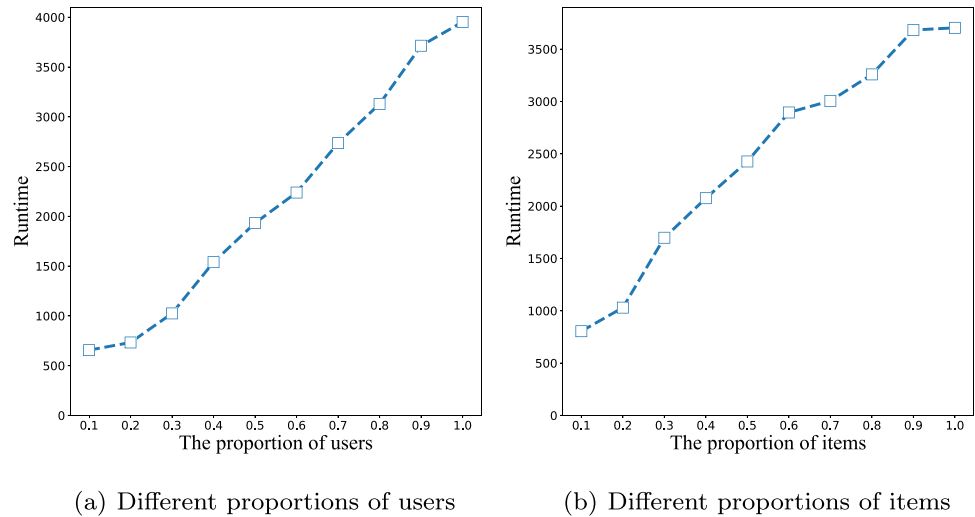 4000
3500
3000
2500
2000
1500
1000
500
0
Runtime
0.1 0.2 0.3 0.4 0.5 0.6 0.7 0.8 0.9 1.0
The proportion of users
(a) Different proportions of users
3500
3000
2500
2000
1500
1000
500
0
Runtime
0.1 0.2 0.3 0.4 0.5 0.6 0.7 0.8 0.9 1.0
The proportion of items
(b) Different proportions of items